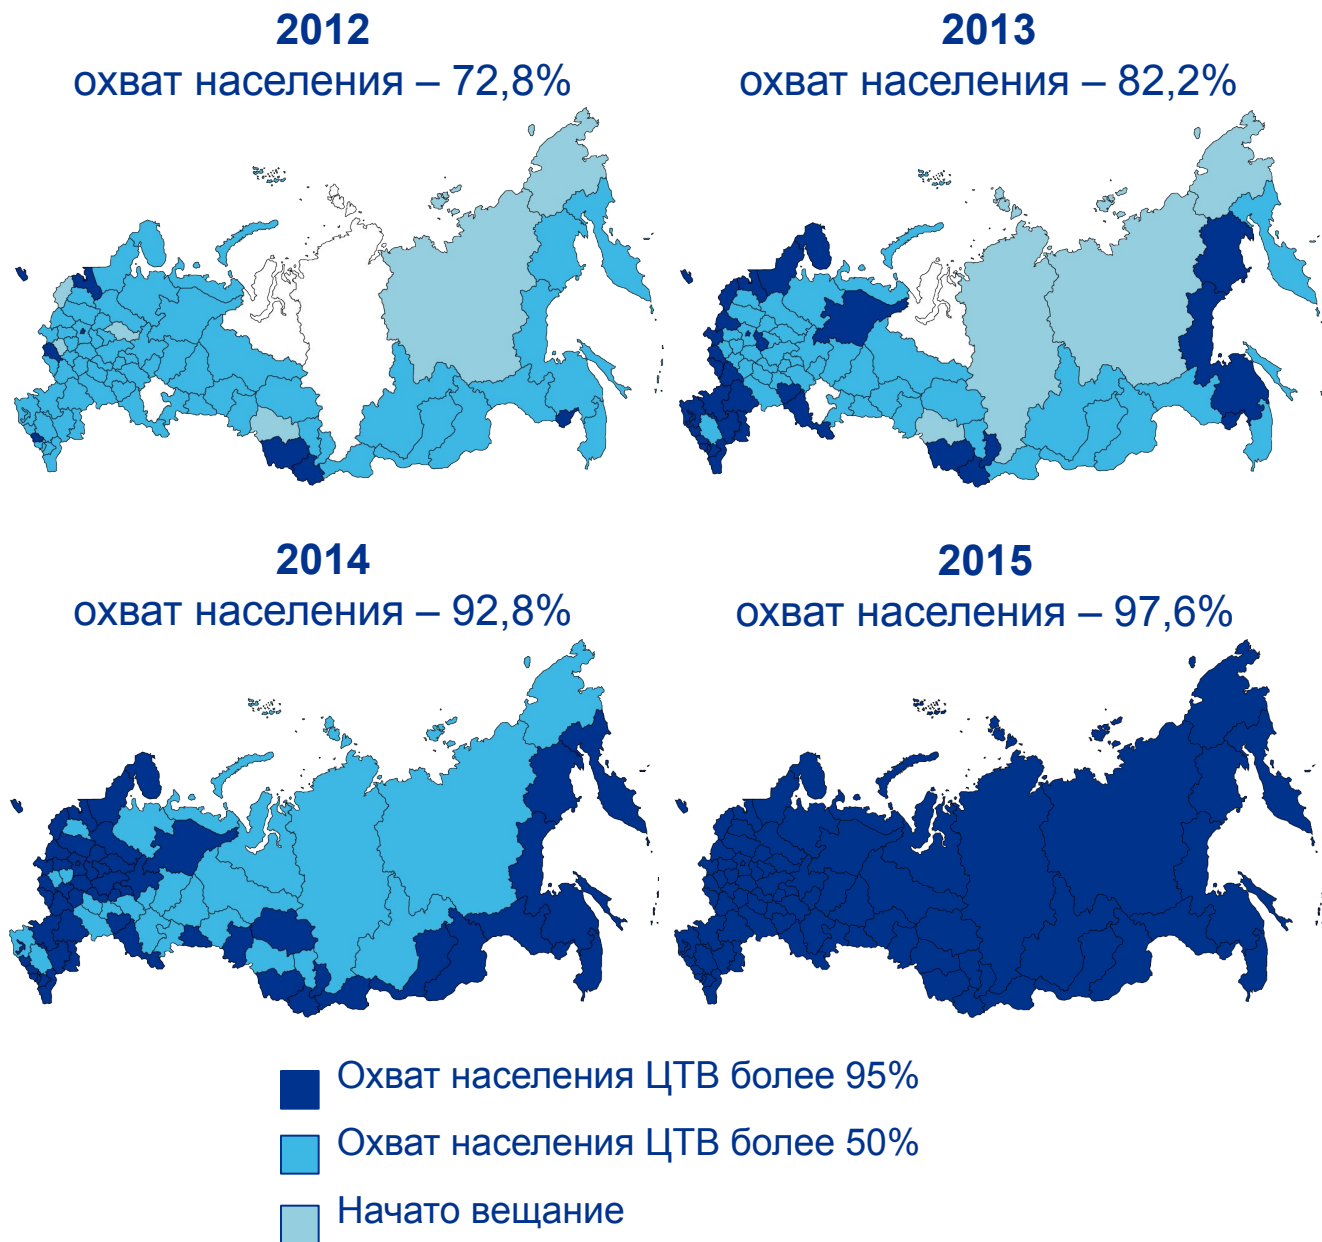 2012
охват населения – 72,8%
2013
охват населения – 82,2%
2014
охват населения – 92,8%
2015
охват населения – 97,6%
Охват населения ЦТВ более 95%
Охват населения ЦТВ более 50%
Начато вещание